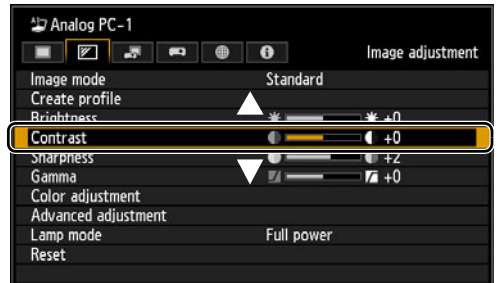 Analog PC-1
Image adjustment
Image mode Standard
Create profile
Brightness +0
Contrast +0
Sharpness +2
Gamma +0
Color adjustment
Advanced adjustment
Lamp mode Full power
Reset